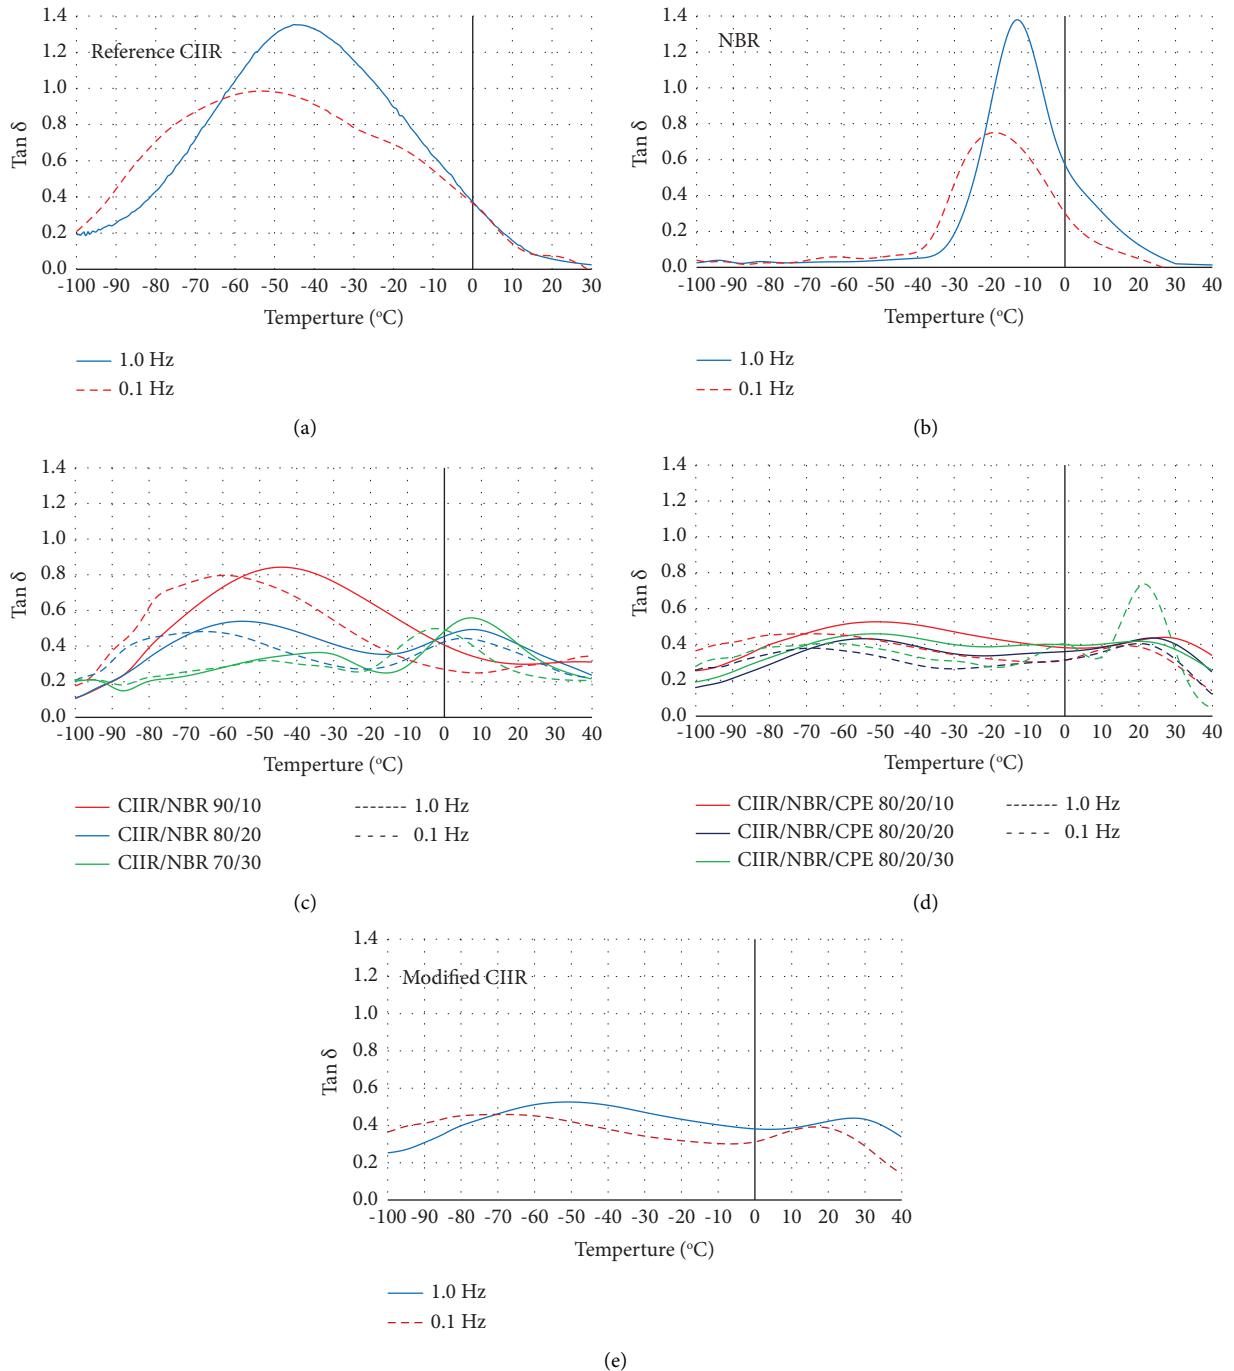 1.4
1.2
1.0
0.8
0.6
0.4
0.2
0.0
Tan δ
Reference CIIR
-100 -90 -80 -70 -60 -50 -40 -30 -20 -10 0 10 20 30
Temperture (°C)
1.0 Hz
0.1 Hz
(a)
1.4
1.2
1.0
0.8
0.6
0.4
0.2
0.0
Tan δ
NBR
-100 -90 -80 -70 -60 -50 -40 -30 -20 -10 0 10 20 30 40
Temperture (°C)
1.0 Hz
0.1 Hz
(b)
1.4
1.2
1.0
0.8
0.6
0.4
0.2
0.0
Tan δ
-100 -90 -80 -70 -60 -50 -40 -30 -20 -10 0 10 20 30 40
Temperture (°C)
CIIR/NBR 90/10
CIIR/NBR 80/20
CIIR/NBR 70/30
1.0 Hz
0.1 Hz
(c)
1.4
1.2
1.0
0.8
0.6
0.4
0.2
0.0
Tan δ
-100 -90 -80 -70 -60 -50 -40 -30 -20 -10 0 10 20 30 40
Temperture (°C)
CIIR/NBR/CPE 80/20/10
CIIR/NBR/CPE 80/20/20
CIIR/NBR/CPE 80/20/30
1.0 Hz
0.1 Hz
(d)
1.4
1.2
1.0
0.8
0.6
0.4
0.2
0.0
Tan δ
Modified CIIR
-100 -90 -80 -70 -60 -50 -40 -30 -20 -10 0 10 20 30 40
Temperture (°C)
1.0 Hz
0.1 Hz
(e)